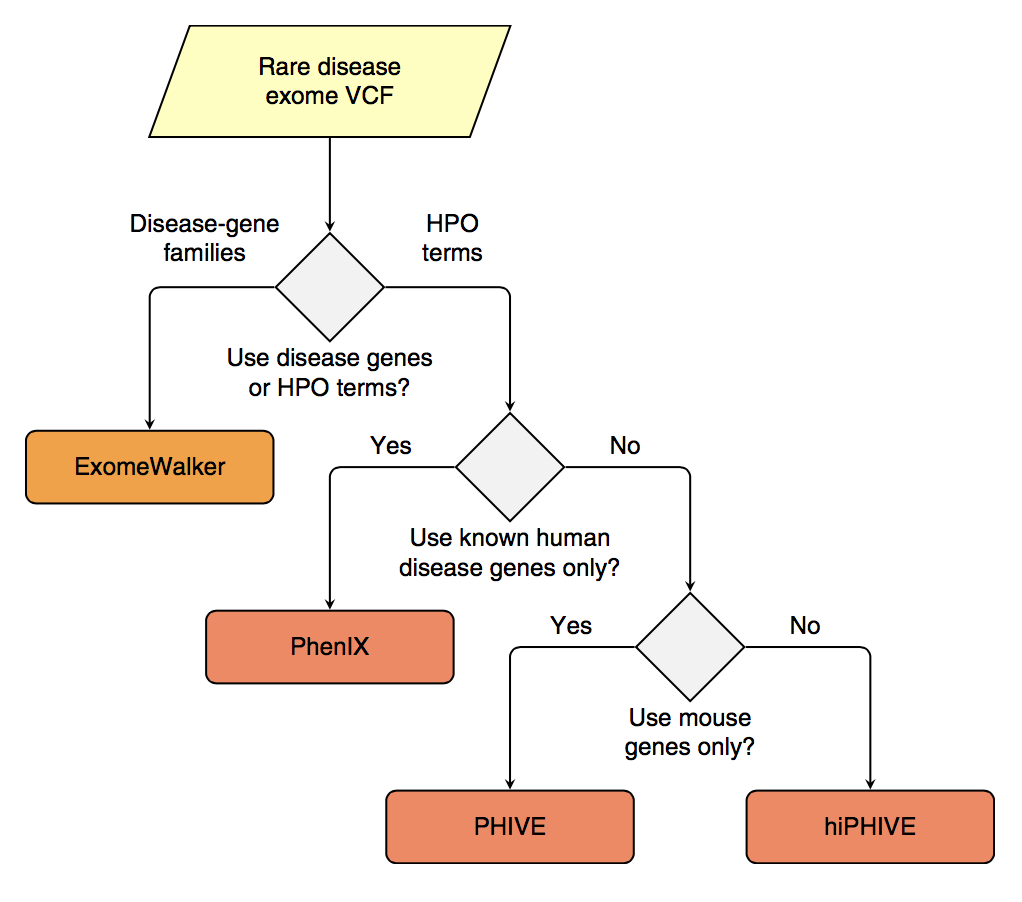 Rare disease
exome VCF
Disease-gene
families
HPO
terms
Use disease genes
or HPO terms?
ExomeWalker
Yes
No
Use known human
disease genes only?
PhenIX
Yes
No
Use mouse
genes only?
PHIVE
hiPHIVE